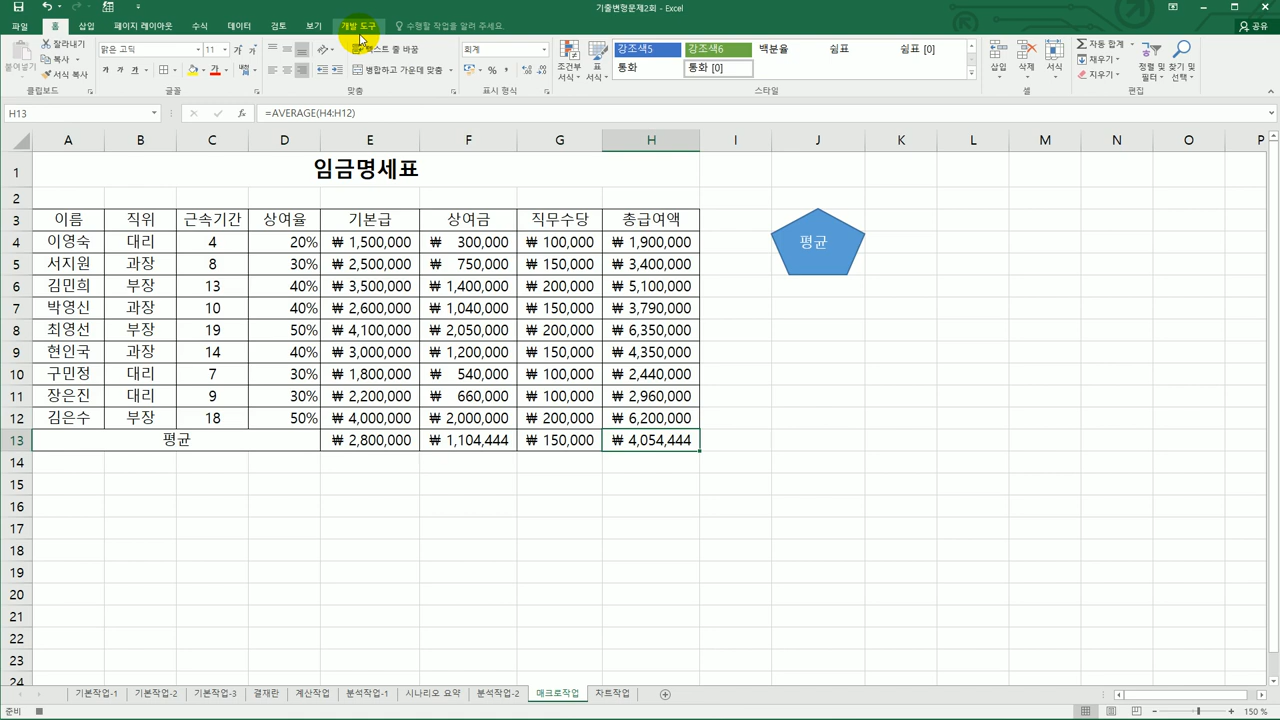 기출변형문제2회 - Excel
파일 홈 삽입 페이지 레이아웃 수식 데이터 검토 보기 개발 도구 수행할 작업을 알려 주세요. 공유
붙여넣기 잘라내기 복사 서식 복사 클립보드
맑은 고딕 11 가 가 가 가 가 글꼴
텍스트 줄 바꿈 병합하고 가운데 맞춤 맞춤
회계 % , 표시 형식
조건부 서식 표 서식
강조색5 강조색6 백분율 쉼표 쉼표 [0]
통화 통화 [0]
스타일
삽입 삭제 서식 셀
자동 합계 채우기 지우기 정렬 및 필터 찾기 및 선택 편집
H13 fx =AVERAGE(H4:H12)
A B C D E F G H I J K L M N O P
1 임금명세표
2
3 이름 직위 근속기간 상여율 기본급 상여금 직무수당 총급여액
4 이영숙 대리 4 20% ₩ 1,500,000 ₩ 300,000 ₩ 100,000 ₩ 1,900,000 평균
5 서지원 과장 8 30% ₩ 2,500,000 ₩ 750,000 ₩ 150,000 ₩ 3,400,000
6 김민희 부장 13 40% ₩ 3,500,000 ₩ 1,400,000 ₩ 200,000 ₩ 5,100,000
7 박영신 과장 10 40% ₩ 2,600,000 ₩ 1,040,000 ₩ 150,000 ₩ 3,790,000
8 최영선 부장 19 50% ₩ 4,100,000 ₩ 2,050,000 ₩ 200,000 ₩ 6,350,000
9 현인국 과장 14 40% ₩ 3,000,000 ₩ 1,200,000 ₩ 150,000 ₩ 4,350,000
10 구민정 대리 7 30% ₩ 1,800,000 ₩ 540,000 ₩ 100,000 ₩ 2,440,000
11 장은진 대리 9 30% ₩ 2,200,000 ₩ 660,000 ₩ 100,000 ₩ 2,960,000
12 김은수 부장 18 50% ₩ 4,000,000 ₩ 2,000,000 ₩ 200,000 ₩ 6,200,000
13 평균 ₩ 2,800,000 ₩ 1,104,444 ₩ 150,000 ₩ 4,054,444
14
15
16
17
18
19
20
21
22
23
24
기본작업-1 기본작업-2 기본작업-3 결재란 계산작업 분석작업-1 시나리오 요약 분석작업-2 매크로작업 차트작업
준비 150 %